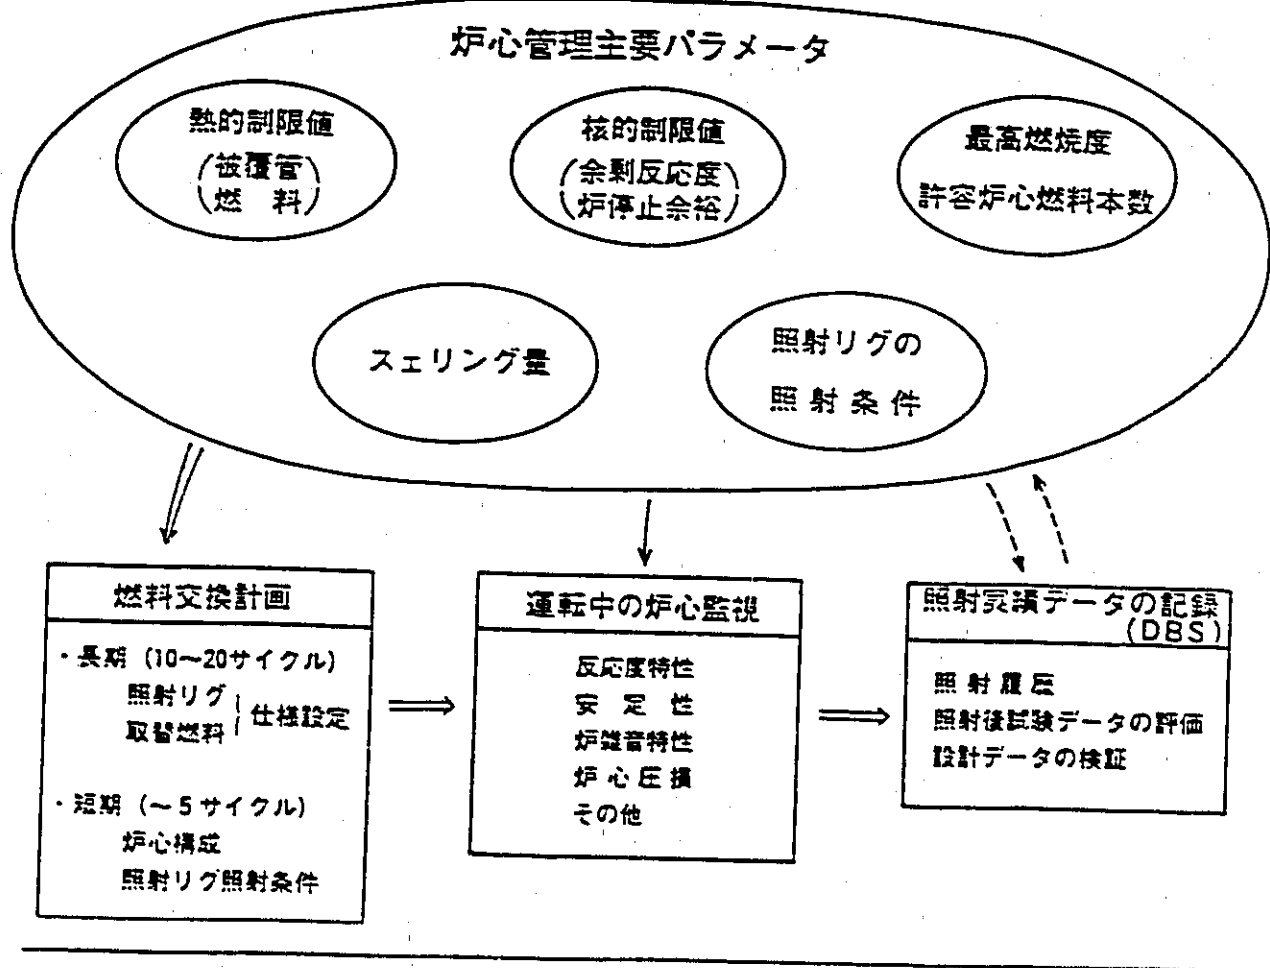 炉心管理主要パラメータ
熱的制限値
(被覆管
燃 料)
核的制限値
(余剰反応度
炉停止余裕)
最高燃焼度
許容炉心燃料本数
スェリング量
照射リグの
照 射 条 件
燃料交換計画
・長期 (10〜20サイクル)
照射リグ
取替燃料
仕様設定
・短期 (〜5サイクル)
炉心構成
照射リグ照射条件
運転中の炉心監視
反応度特性
安 定 性
炉雑音特性
炉 心 圧 損
その他
照射実績データの記録
(DBS)
照 射 履 歴
照射後試験データの評価
設計データの検証